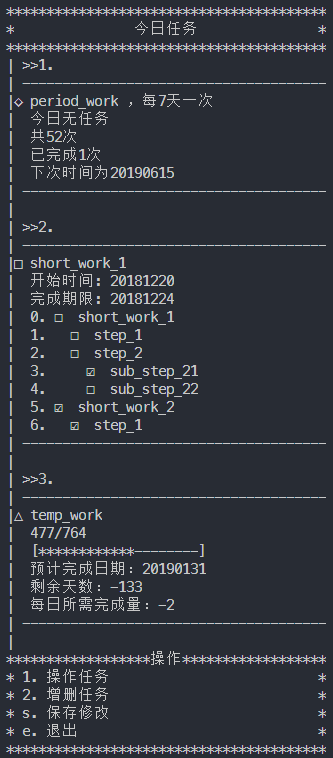 ****************************************
* 今日任务 *
****************************************
| >>1.
| --------------------------------------
|◇ period_work ，每7天一次
| 今日无任务
| 共52次
| 已完成1次
| 下次时间为20190615
| --------------------------------------
|
| >>2.
| --------------------------------------
|□ short_work_1
| 开始时间: 20181220
| 完成期限: 20181224
| 0. □ short_work_1
| 1. □ step_1
| 2. □ step_2
| 3. ☑ sub_step_21
| 4. □ sub_step_22
| 5. ☑ short_work_2
| 6. ☑ step_1
| --------------------------------------
|
| >>3.
| --------------------------------------
|△ temp_work
| 477/764
| [************--------]
| 预计完成日期：20190131
| 剩余天数：-133
| 每日所需完成量：-2
| --------------------------------------
|
******************操作******************
* 1. 操作任务 *
* 2. 增删任务 *
* s. 保存修改 *
* e. 退出 *
****************************************